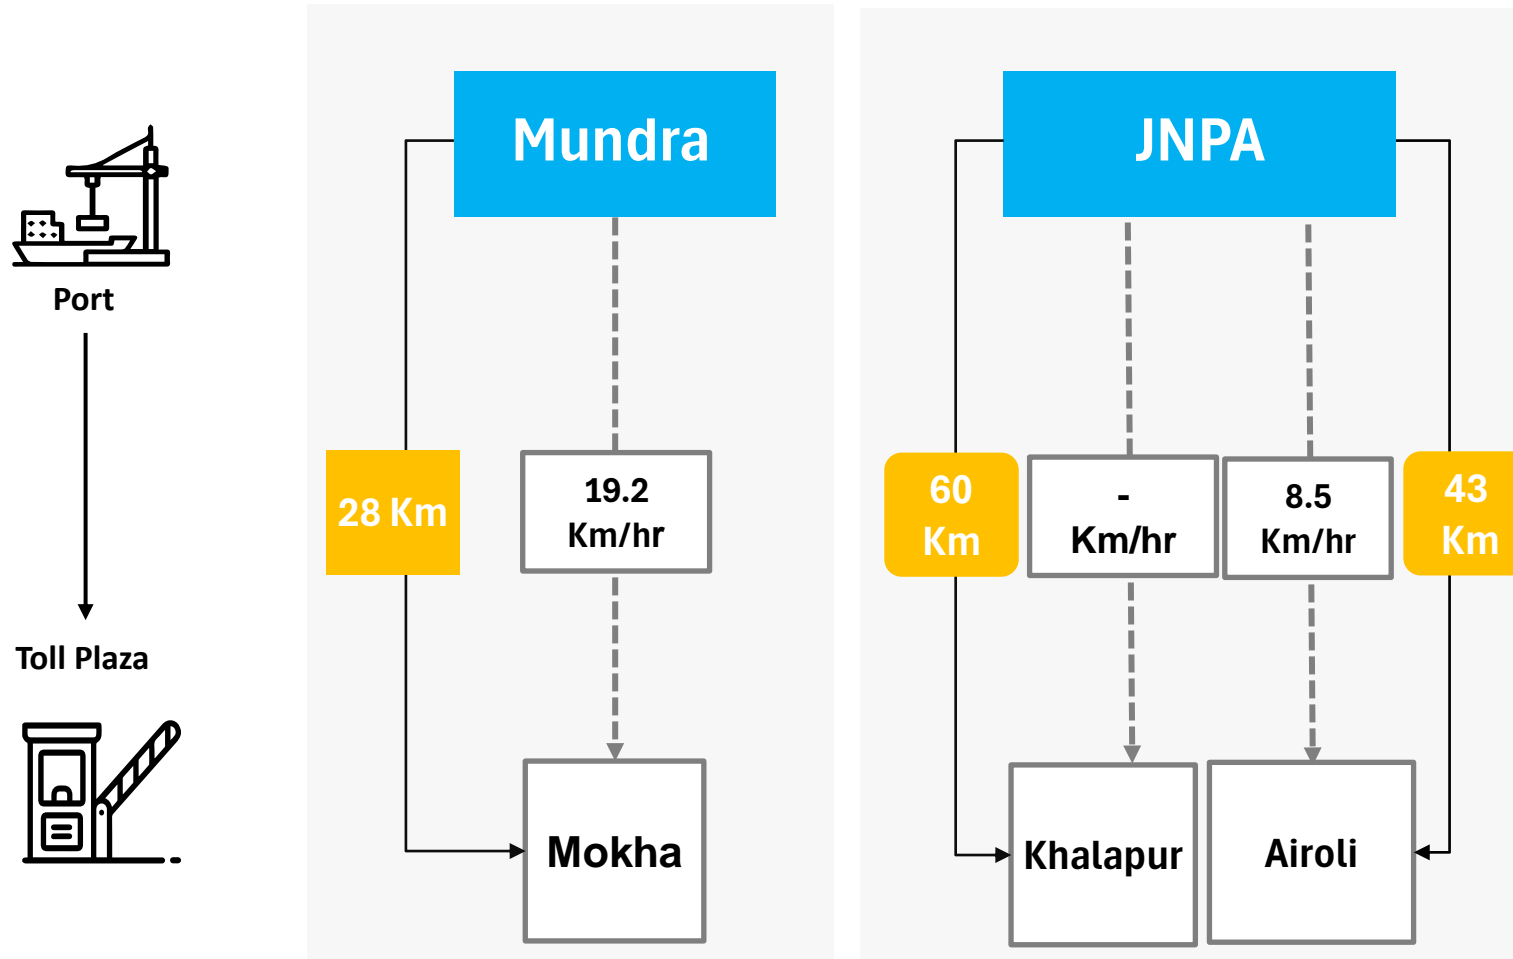 Mundra
JNPA
Port
28 Km
19.2
Km/hr
60
Km
-
Km/hr
8.5
Km/hr
43
Km
Toll Plaza
Mokha
Khalapur
Airoli